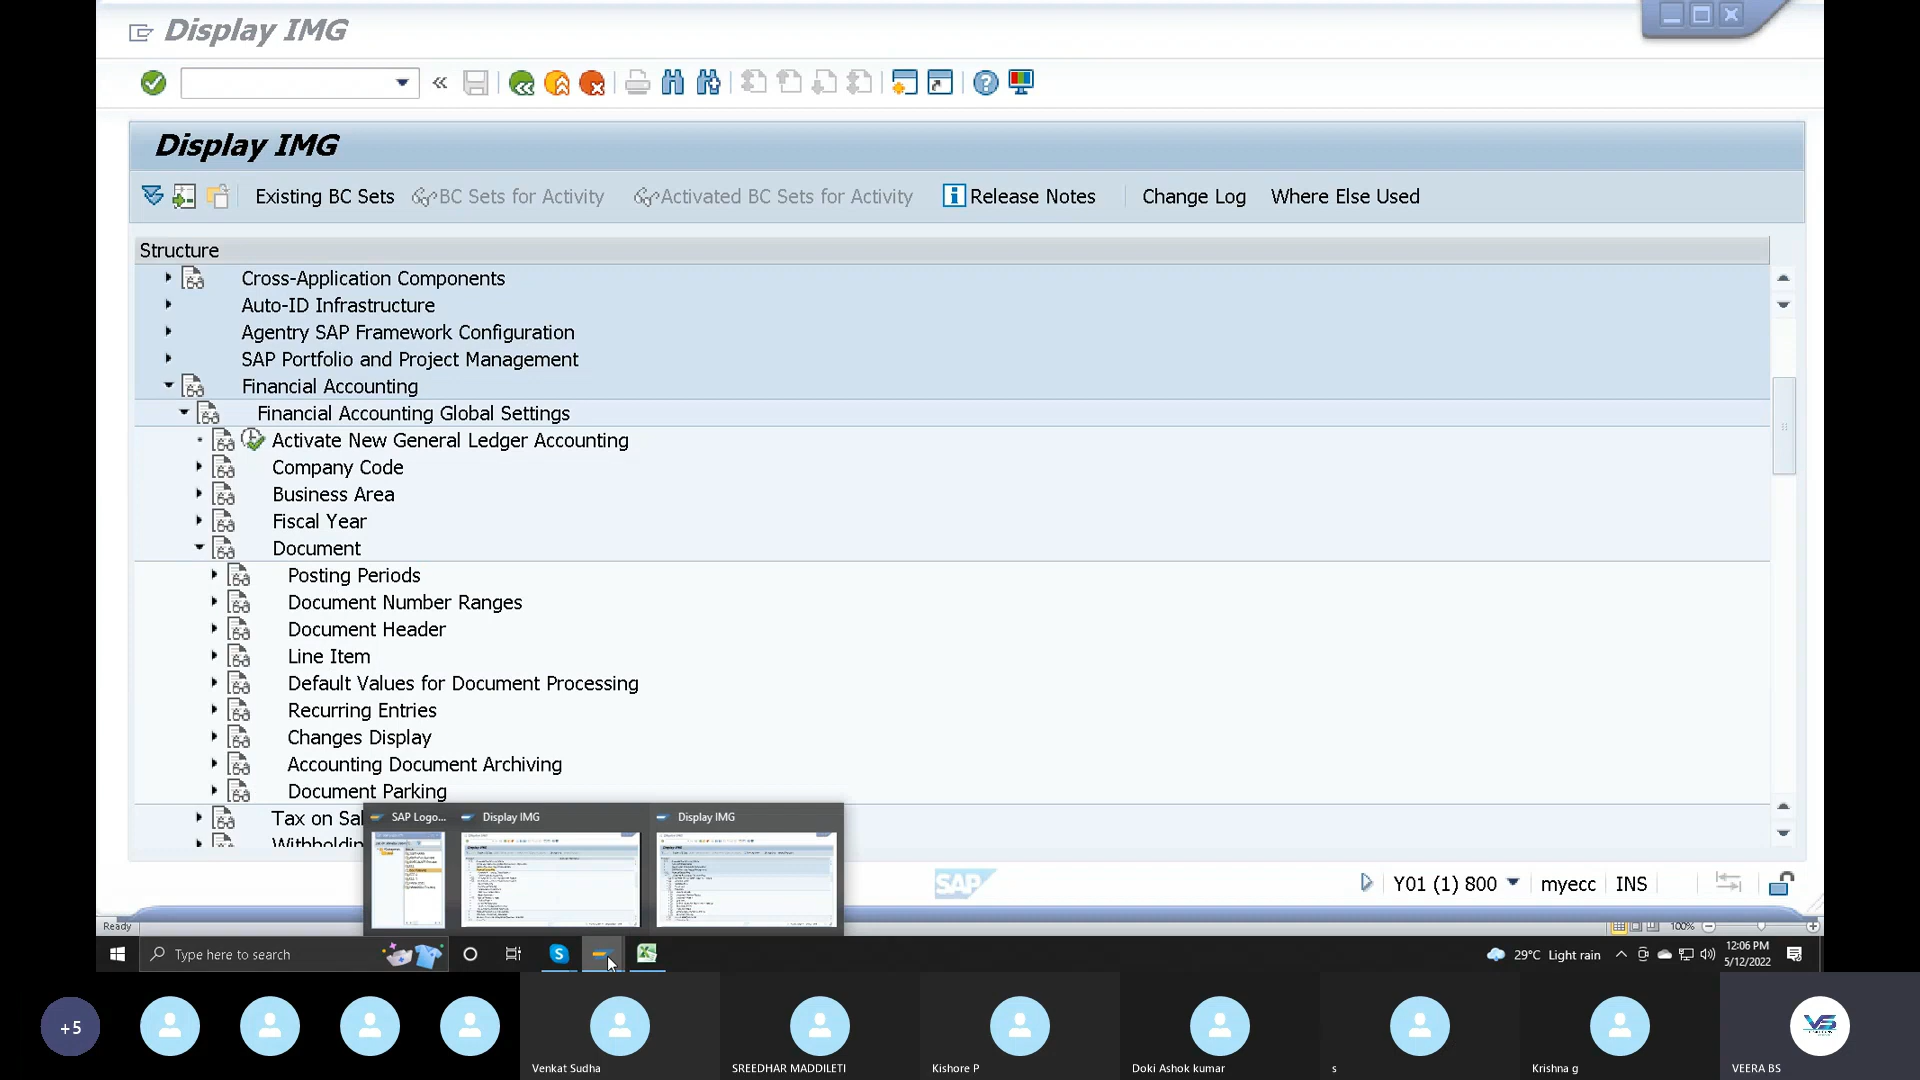 Display IMG
Display IMG
Existing BC Sets BC Sets for Activity Activated BC Sets for Activity Release Notes Change Log Where Else Used
Structure
Cross-Application Components
Auto-ID Infrastructure
Agentry SAP Framework Configuration
SAP Portfolio and Project Management
Financial Accounting
Financial Accounting Global Settings
Activate New General Ledger Accounting
Company Code
Business Area
Fiscal Year
Document
Posting Periods
Document Number Ranges
Document Header
Line Item
Default Values for Document Processing
Recurring Entries
Changes Display
Accounting Document Archiving
Document Parking
Tax on Sal
Withholdin
SAP Logo... Display IMG Display IMG
SAP Y01 (1) 800 myecc INS
Ready 100%
Type here to search 29°C Light rain 12:06 PM
5/12/2022
+5 VS
Venkat Sudha SREEDHAR MADDILETI Kishore P Doki Ashok kumar s Krishna g VEERA BS